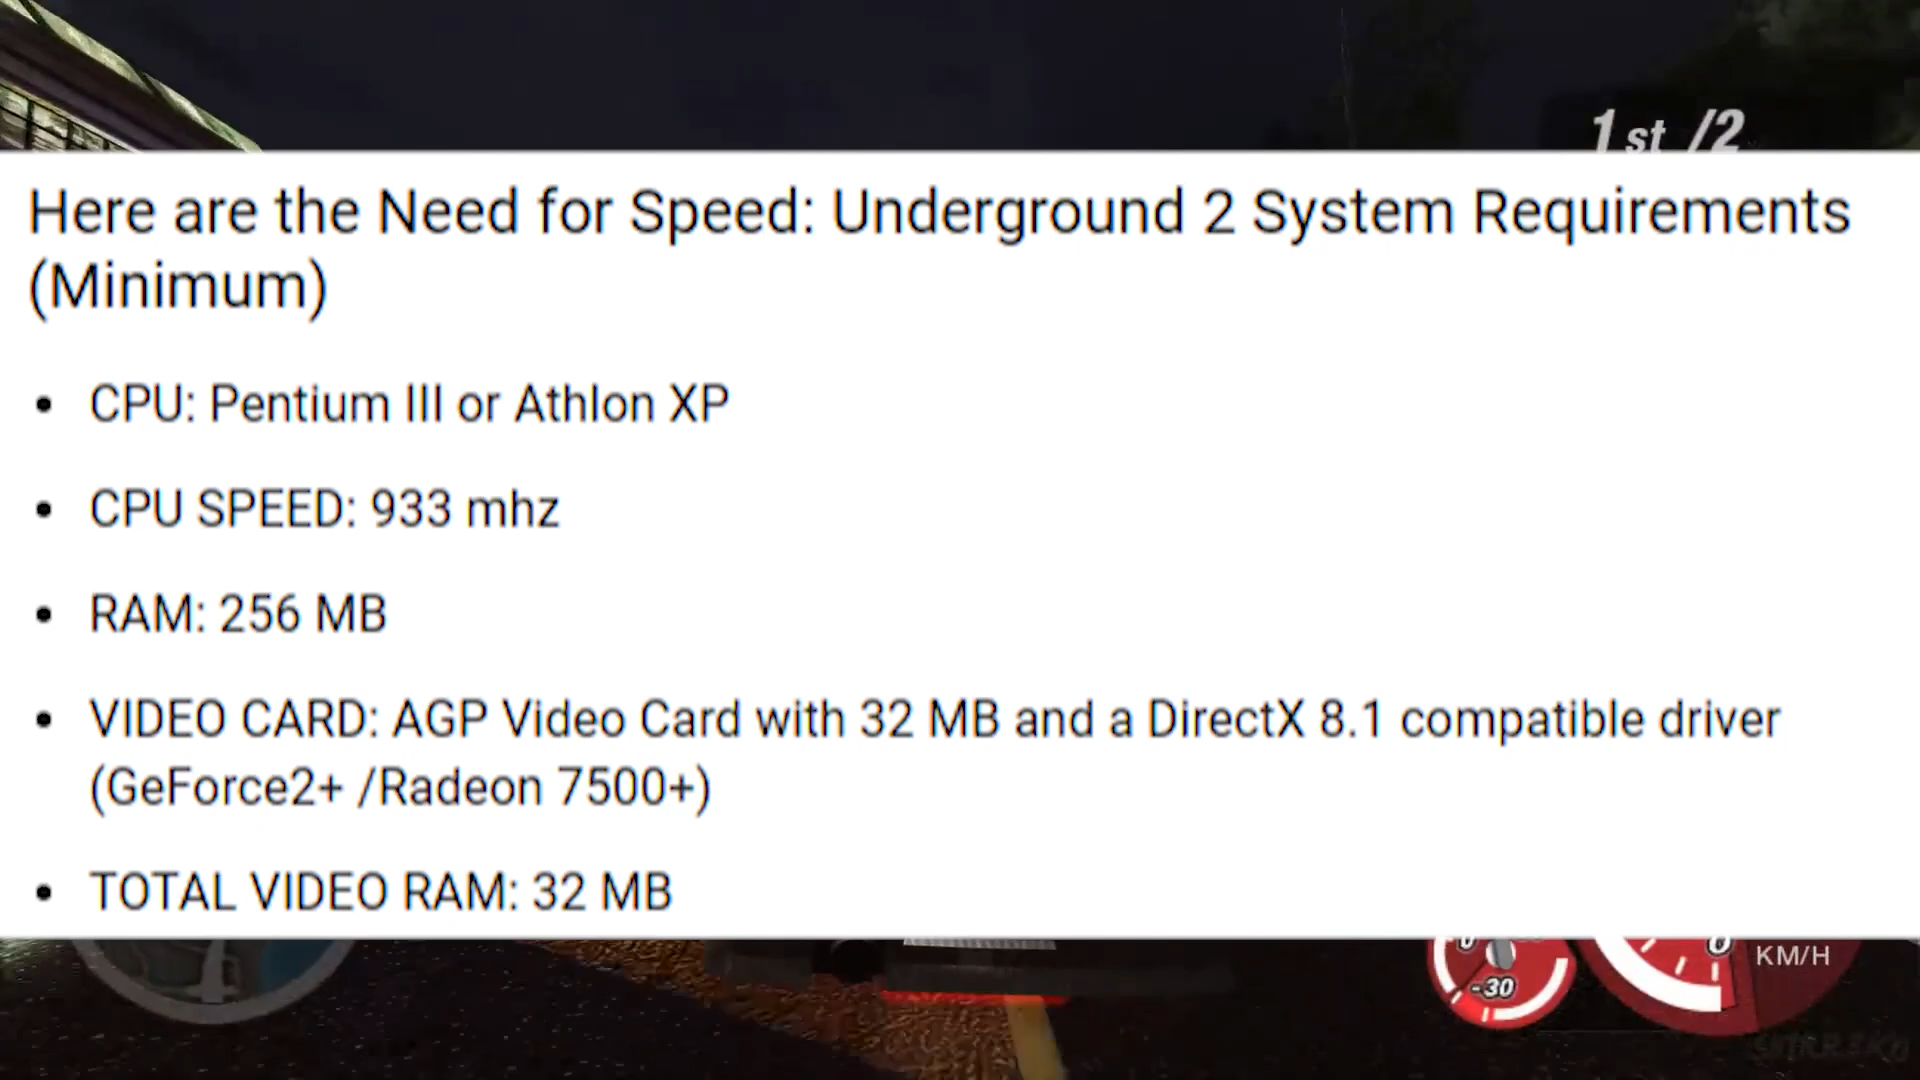 1st /2
Here are the Need for Speed: Underground 2 System Requirements
(Minimum)
• CPU: Pentium III or Athlon XP
• CPU SPEED: 933 mhz
• RAM: 256 MB
• VIDEO CARD: AGP Video Card with 32 MB and a DirectX 8.1 compatible driver
(GeForce2+ /Radeon 7500+)
• TOTAL VIDEO RAM: 32 MB
0
KM/H
-30